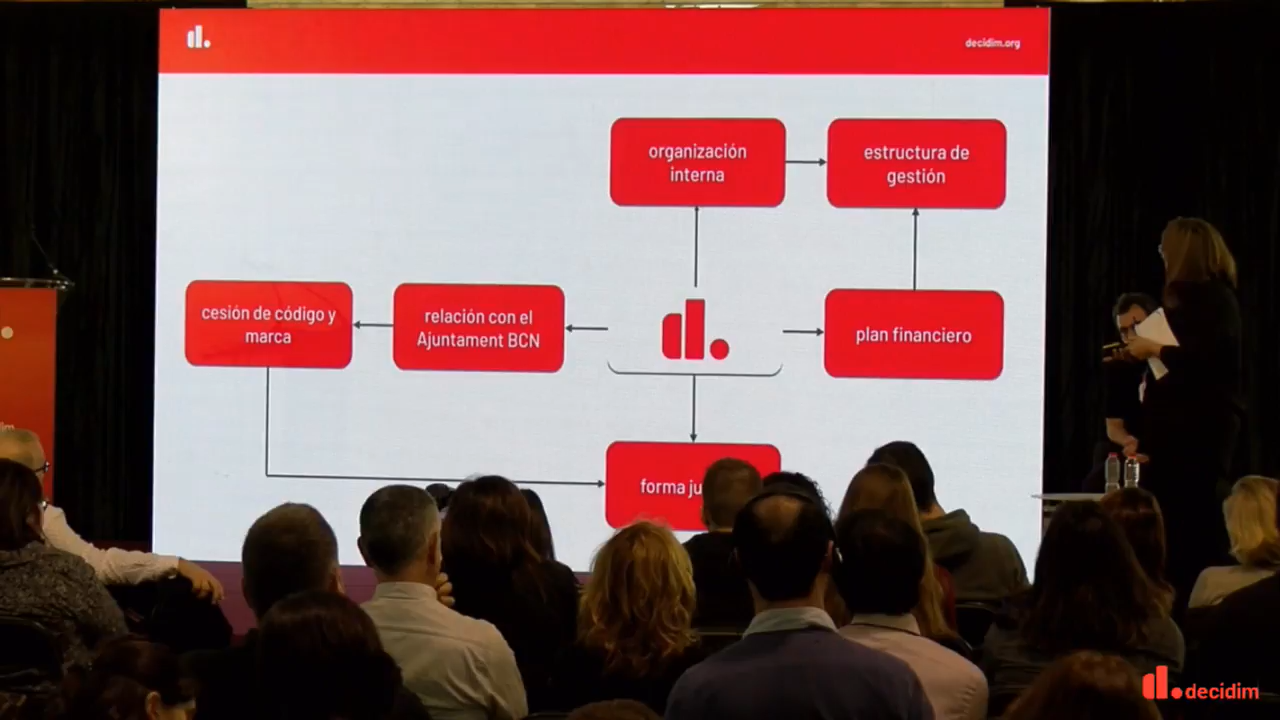 decidim.org
organización
interna
estructura de
gestión
cesión de código y
marca
relación con el
Ajuntament BCN
plan financiero
forma
decidim